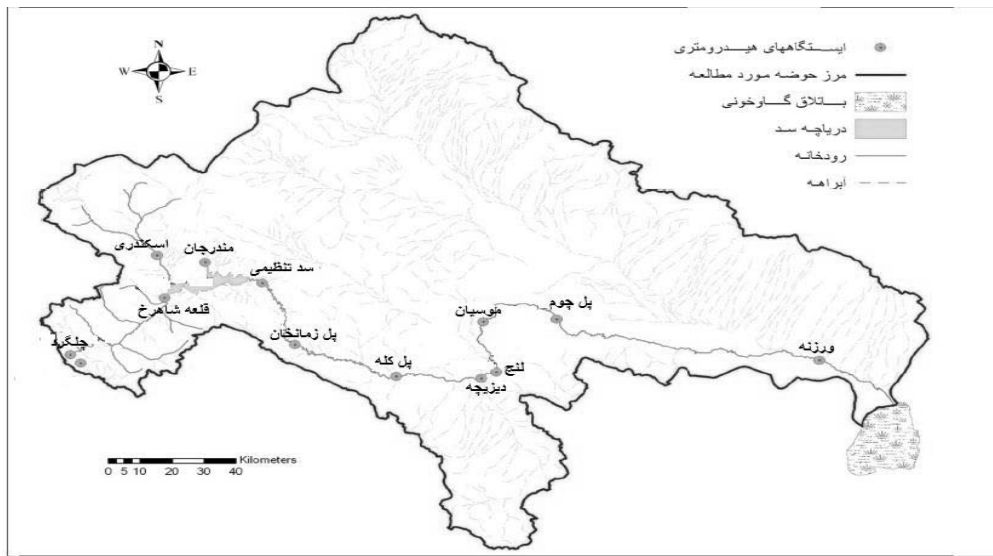 N
W E
S
ایستگاههای هیدرومتری
مرز حوضه مورد مطالعه
باتلاق گاوخونی
دریاچه سد
رودخانه
آبراهه
اسکندری
مندرجان
سد تنظیمی
قلعه شاهرخ
چلگرد
پل زمانخان
پل کله
موسیان
پل چوم
لنج
دیزیچه
ورزنه
Kilometers
0 5 10 20 30 40